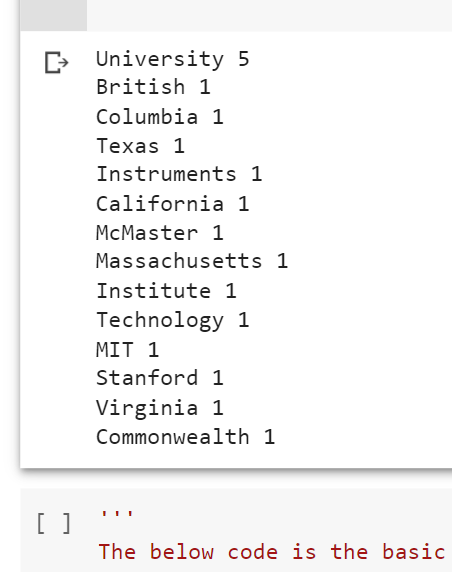 University 5
British 1
Columbia 1
Texas 1
Instruments 1
California 1
McMaster 1
Massachusetts 1
Institute 1
Technology 1
MIT 1
Stanford 1
Virginia 1
Commonwealth 1
[ ] '''
The below code is the basic